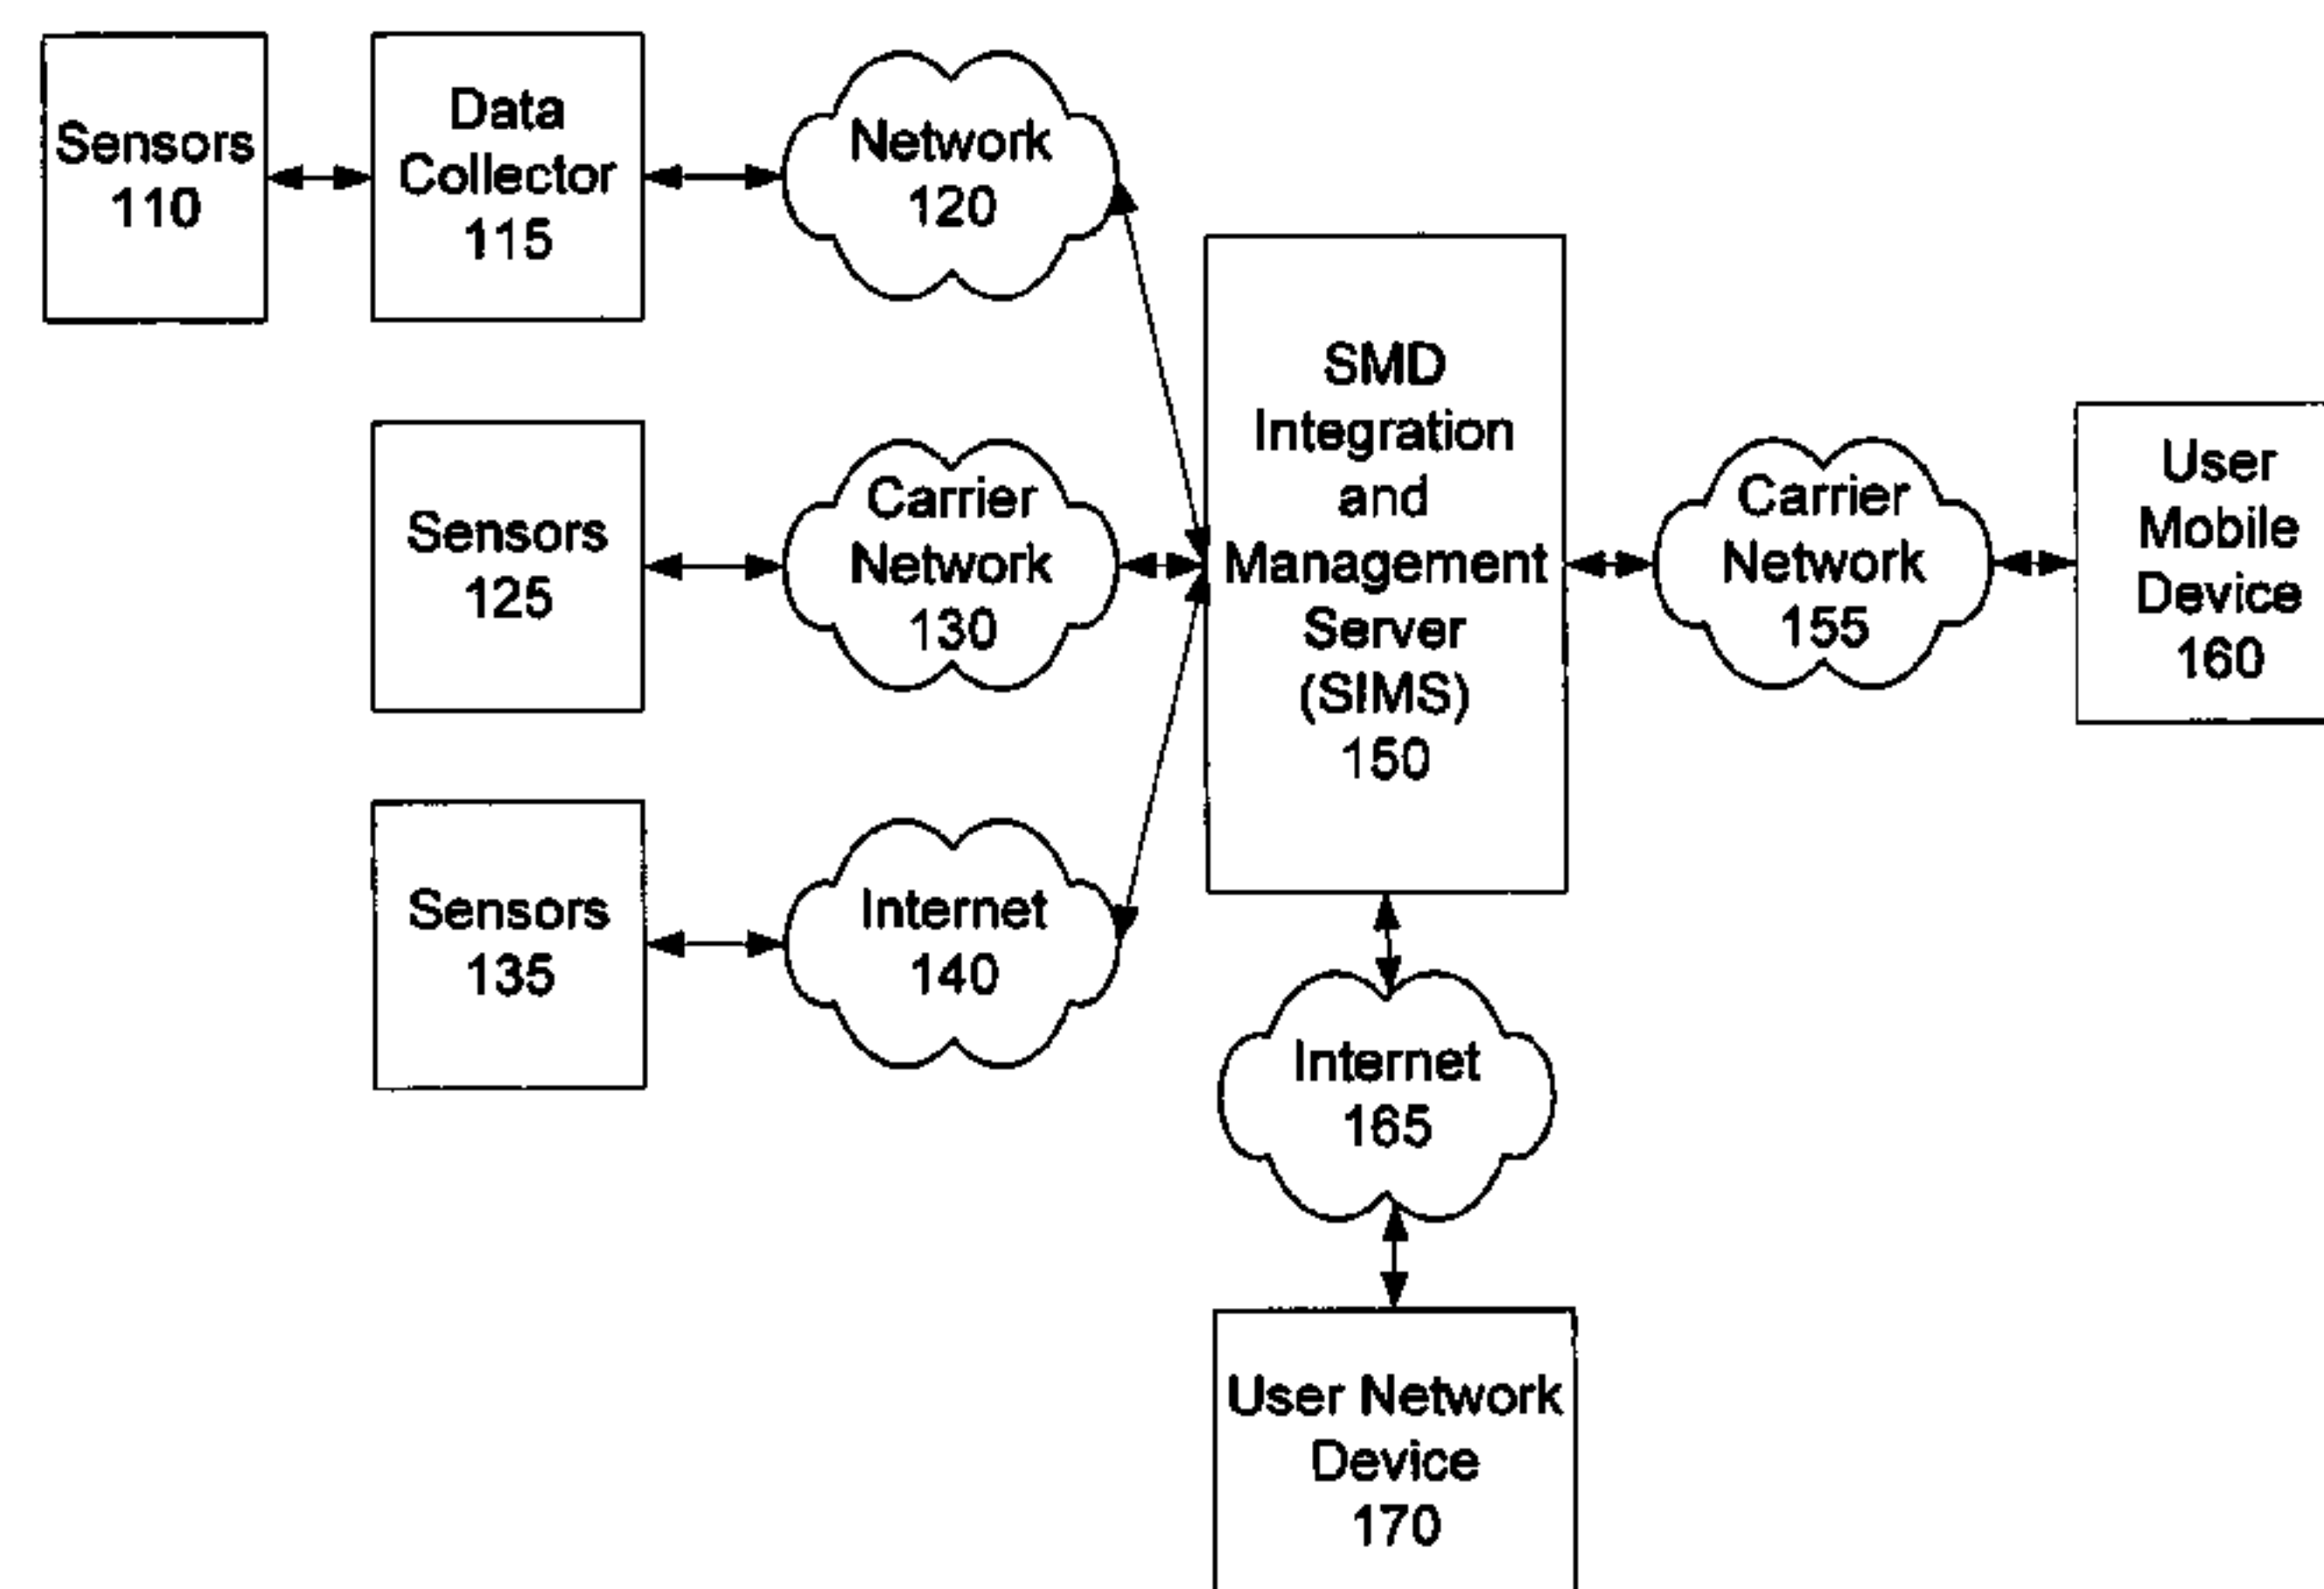 Sensors
110
Data
Collector
115
Network
120
Sensors
125
Carrier
Network
130
Sensors
135
Internet
140
SMD
Integration
and
Management
Server
(SIMS)
150
Carrier
Network
155
User
Mobile
Device
160
Internet
165
User Network
Device
170